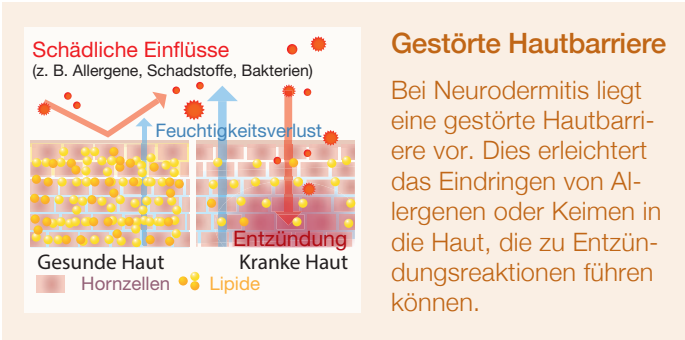 Schädliche Einflüsse
(z. B. Allergene, Schadstoffe, Bakterien)
Feuchtigkeitsverlust
Entzündung
Gesunde Haut
Kranke Haut
Hornzellen
Lipide
Gestörte Hautbarriere
Bei Neurodermitis liegt
eine gestörte Hautbarri-
ere vor. Dies erleichtert
das Eindringen von Al-
lergenen oder Keimen in
die Haut, die zu Entzün-
dungsreaktionen führen
können.